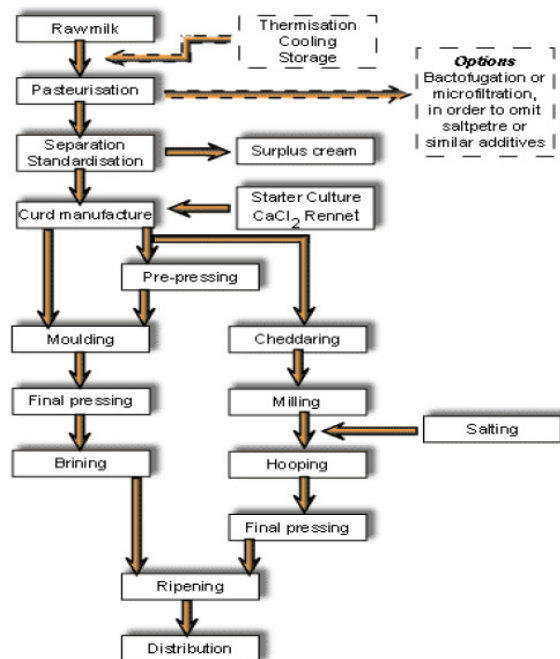 Rawmilk
Thermisation
Cooling
Storage
Options
Bactofugation or
microfiltration,
in order to omit
saltpetre or
similar additives
Pasteurisation
Separation
Standardisation
Surplus cream
Curd manufacture
Starter Culture
CaCl2 Rennet
Pre-pressing
Moulding
Cheddaring
Final pressing
Milling
Salting
Brining
Hooping
Final pressing
Ripening
Distribution